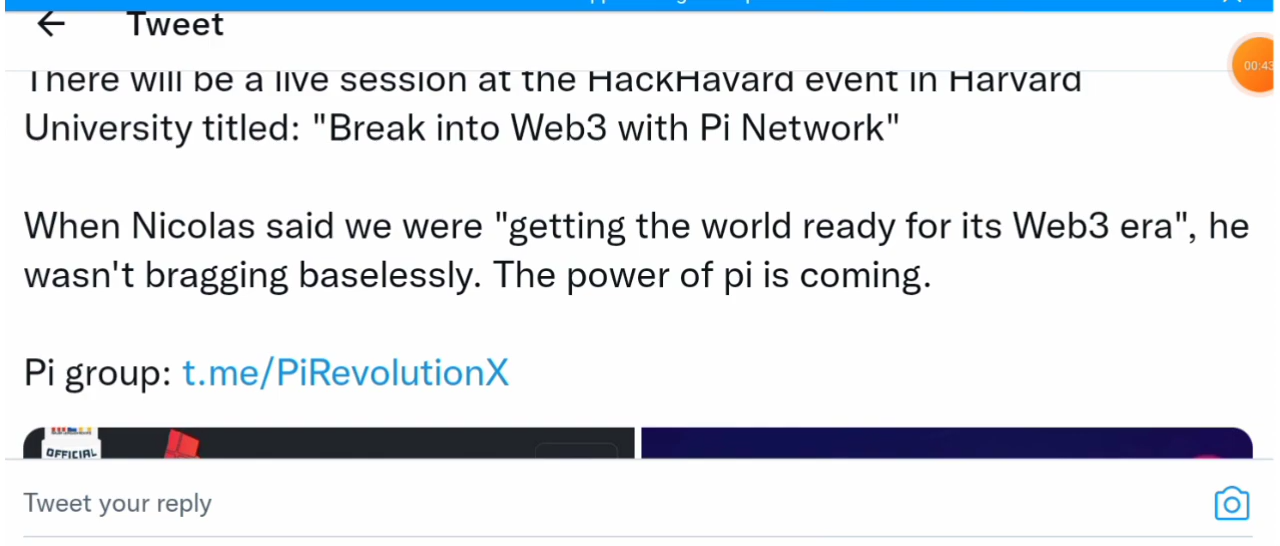 Tweet
00:43
There will be a live session at the HackHavard event in Harvard
University titled: "Break into Web3 with Pi Network"
When Nicolas said we were "getting the world ready for its Web3 era", he
wasn't bragging baselessly. The power of pi is coming.
Pi group: t.me/PiRevolutionX
OFFICIAL
Tweet your reply